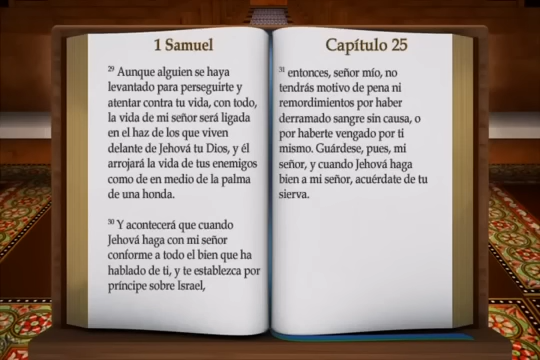 1 Samuel
29 Aunque alguien se haya
levantado para perseguirte y
atentar contra tu vida, con todo,
la vida de mi señor será ligada
en el haz de los que viven
delante de Jehová tu Dios, y él
arrojará la vida de tus enemigos
como de en medio de la palma
de una honda.
30 Y acontecerá que cuando
Jehová haga con mi señor
conforme a todo el bien que ha
hablado de ti, y te establezca por
príncipe sobre Israel,
Capítulo 25
31 entonces, señor mío, no
tendrás motivo de pena ni
remordimientos por haber
derramado sangre sin causa, o
por haberte vengado por ti
mismo. Guárdese, pues, mi
señor, y cuando Jehová haga
bien a mi señor, acuérdate de tu
sierva.